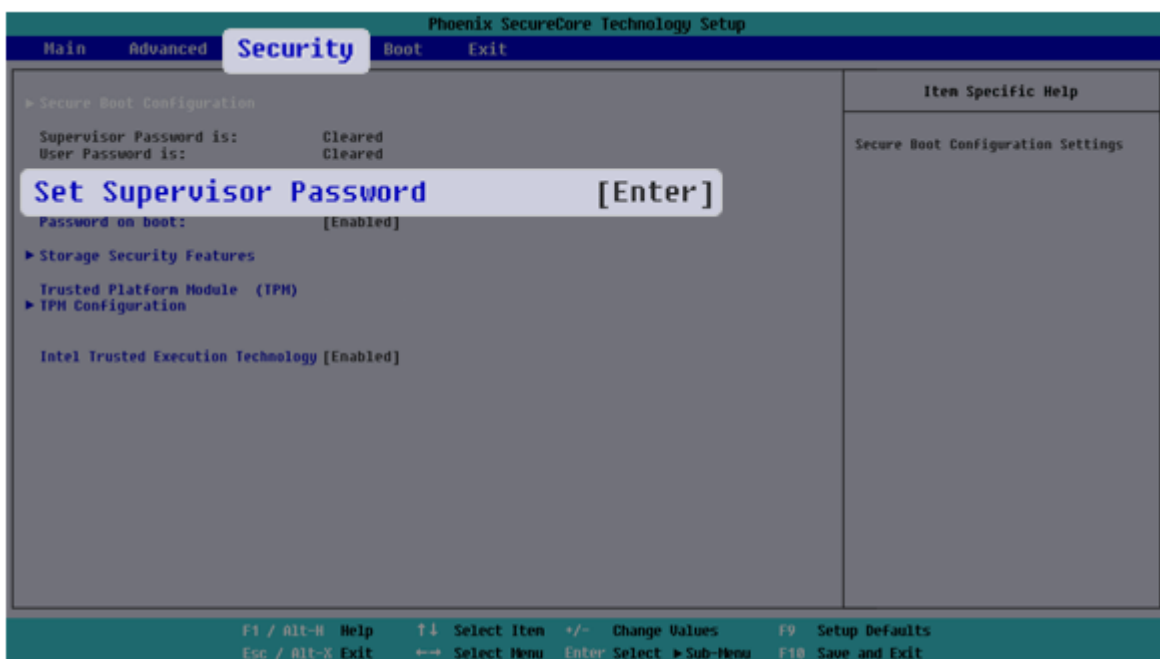 Phoenix SecureCore Technology Setup
Main Advanced Security Boot Exit
▶ Secure Boot Configuration
Supervisor Password is: Cleared
User Password is: Cleared
Set Supervisor Password [Enter]
Password on boot: [Enabled]
▶ Storage Security Features
Trusted Platform Module (TPM)
▶ TPM Configuration
Intel Trusted Execution Technology [Enabled]
Item Specific Help
Secure Boot Configuration Settings
F1 / Alt-H Help ↑↓ Select Item +/- Change Values F9 Setup Defaults
Esc / Alt-X Exit ←→ Select Menu Enter Select ▶ Sub-Menu F10 Save and Exit